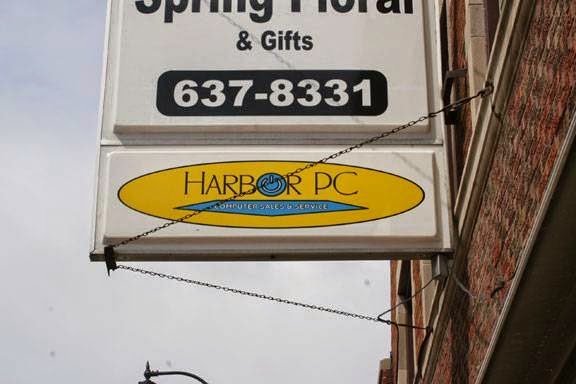 Spring Floral
& Gifts
637-8331
HARBOR PC
COMPUTER SALES & SERVICE